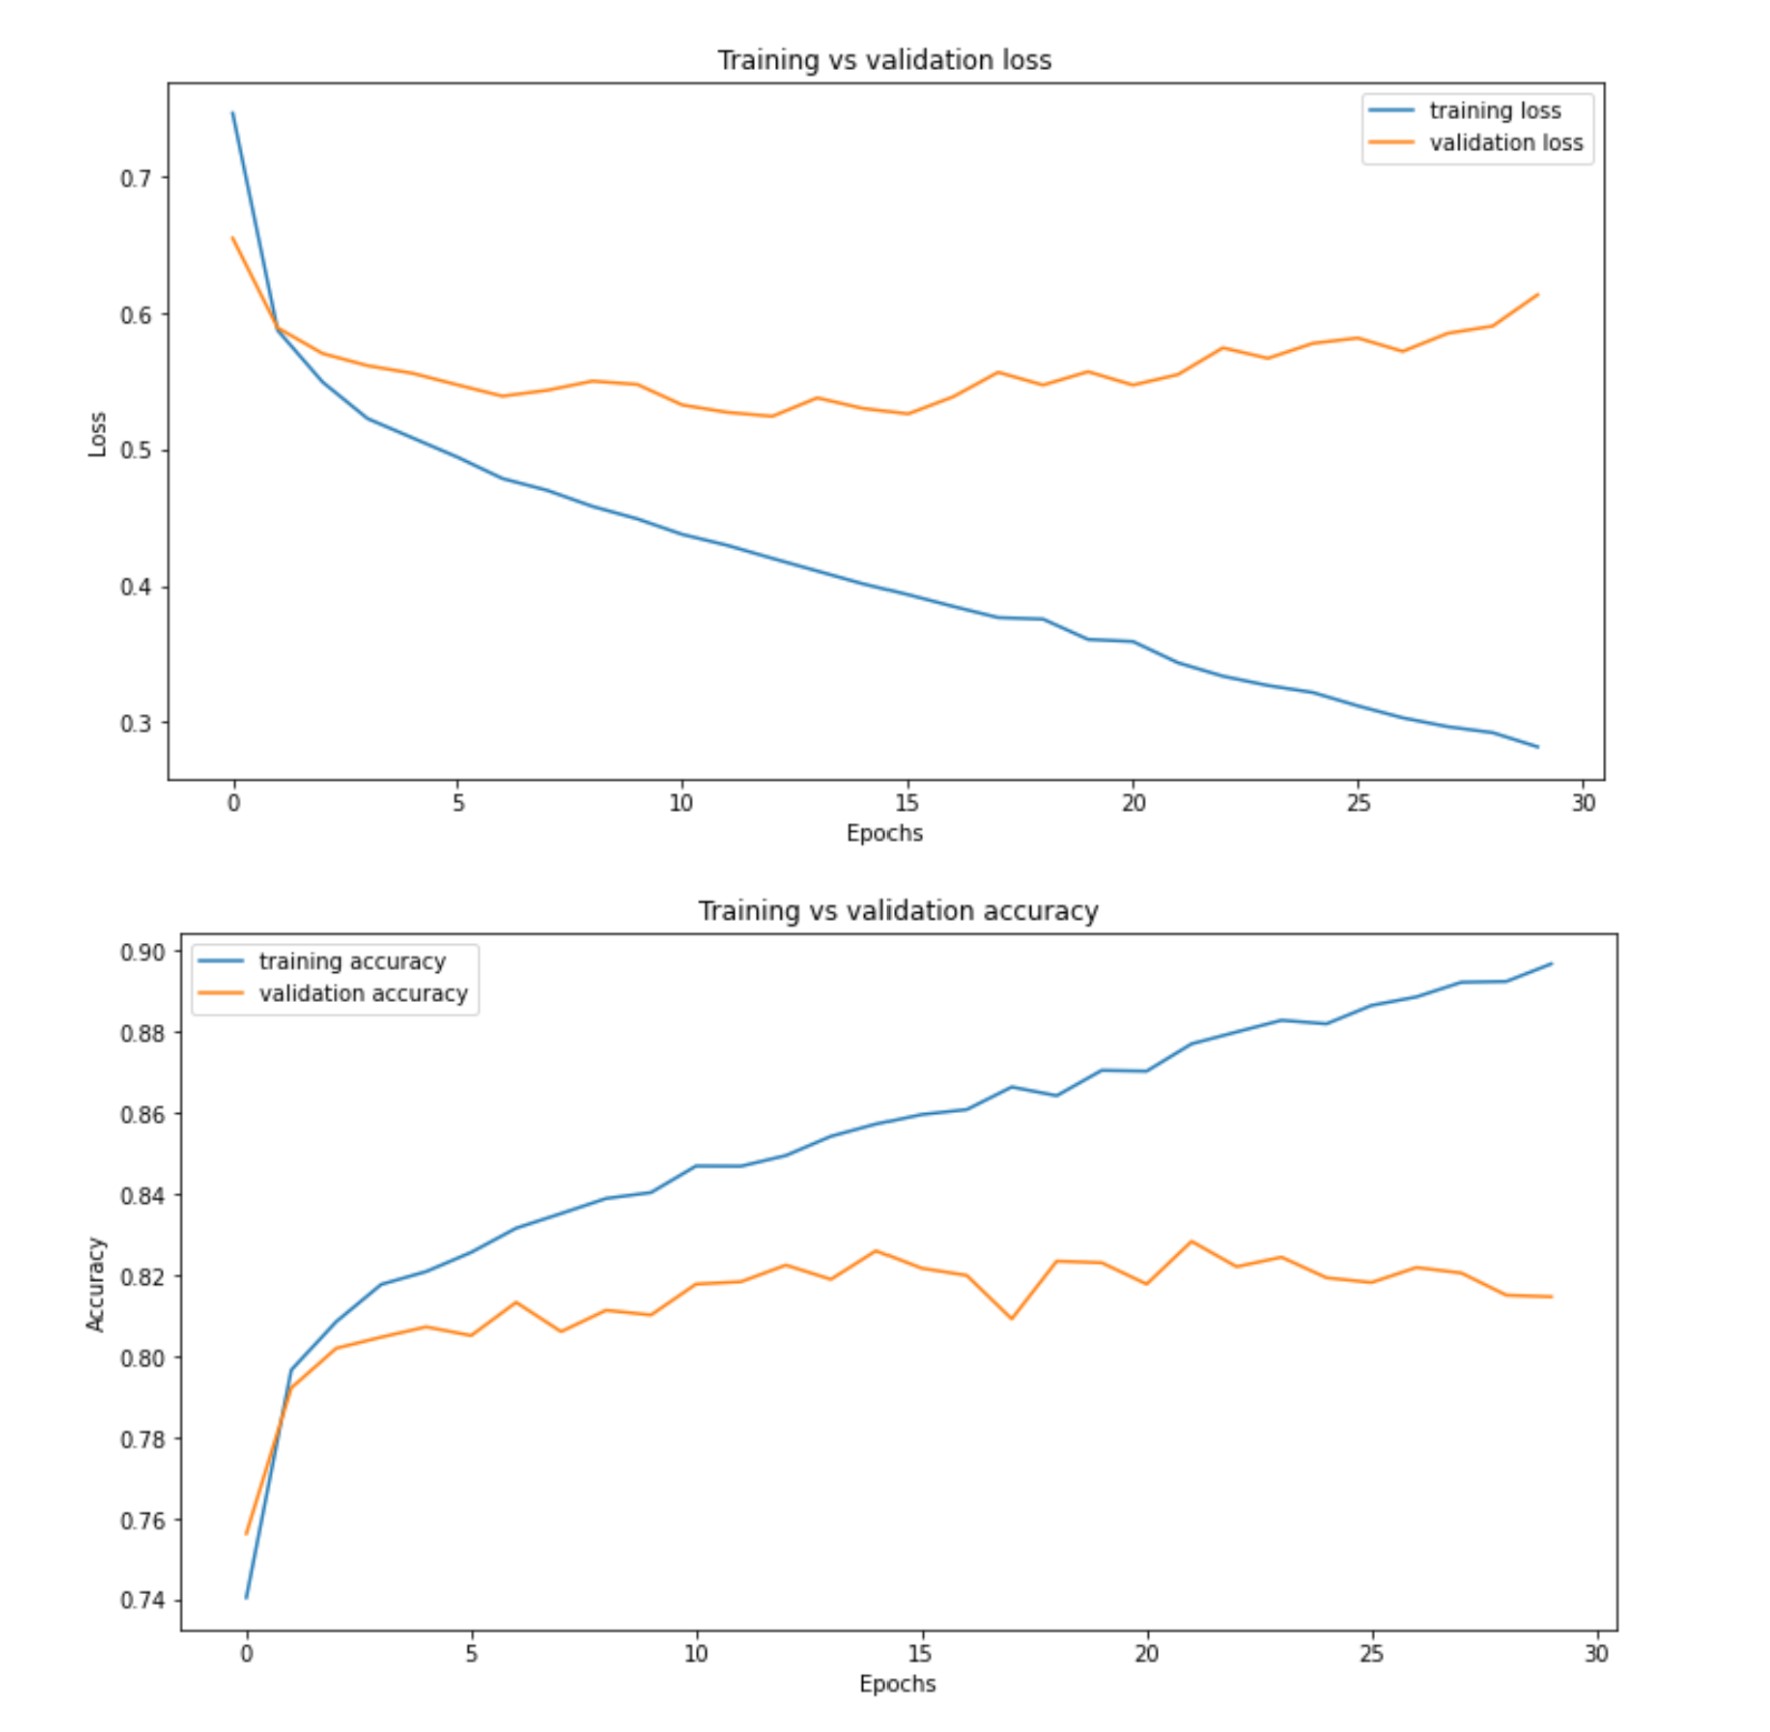 Training vs validation loss
training loss
validation loss
0.7
0.6
0.5
0.4
0.3
Loss
0 5 10 15 20 25 30
Epochs
Training vs validation accuracy
training accuracy
validation accuracy
0.90
0.88
0.86
0.84
0.82
0.80
0.78
0.76
0.74
Accuracy
0 5 10 15 20 25 30
Epochs